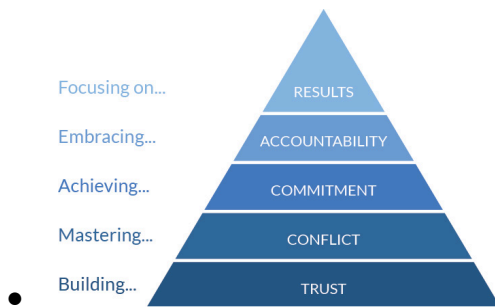 Focusing on... RESULTS
Embracing... ACCOUNTABILITY
Achieving... COMMITMENT
Mastering... CONFLICT
Building... TRUST